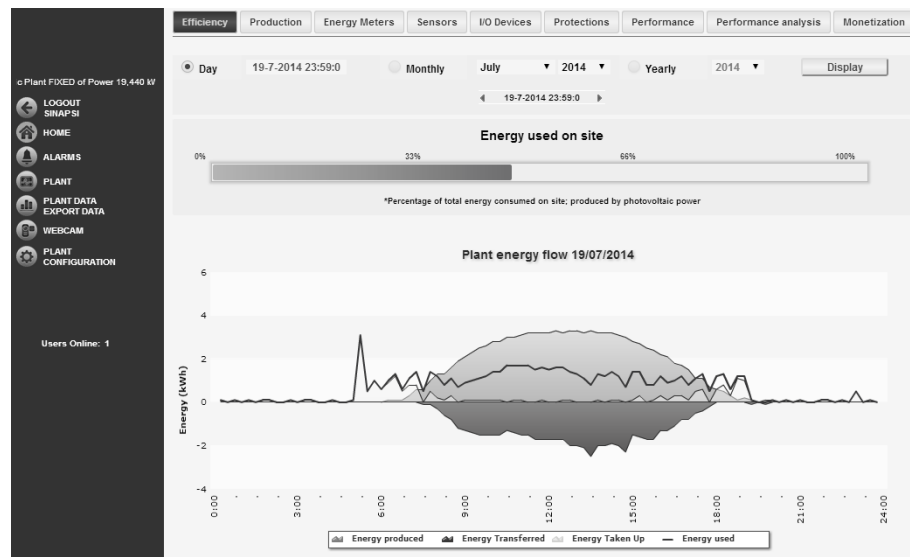 Efficiency Production Energy Meters Sensors I/O Devices Protections Performance Performance analysis Monetization
Day 19-7-2014 23:59:0 Monthly July 2014 Yearly 2014 Display
19-7-2014 23:59:0
c Plant FIXED of Power 19,440 kW
LOGOUT
SINAPSI
HOME
ALARMS
PLANT
PLANT DATA
EXPORT DATA
WEBCAM
PLANT
CONFIGURATION
Users Online: 1
Energy used on site
0% 33% 66% 100%
*Percentage of total energy consumed on site; produced by photovoltaic power
Plant energy flow 19/07/2014
Energy (kWh)
6
4
2
0
-2
-4
0:00 3:00 6:00 9:00 12:00 15:00 18:00 21:00 24:00
Energy produced Energy Transferred Energy Taken Up Energy used